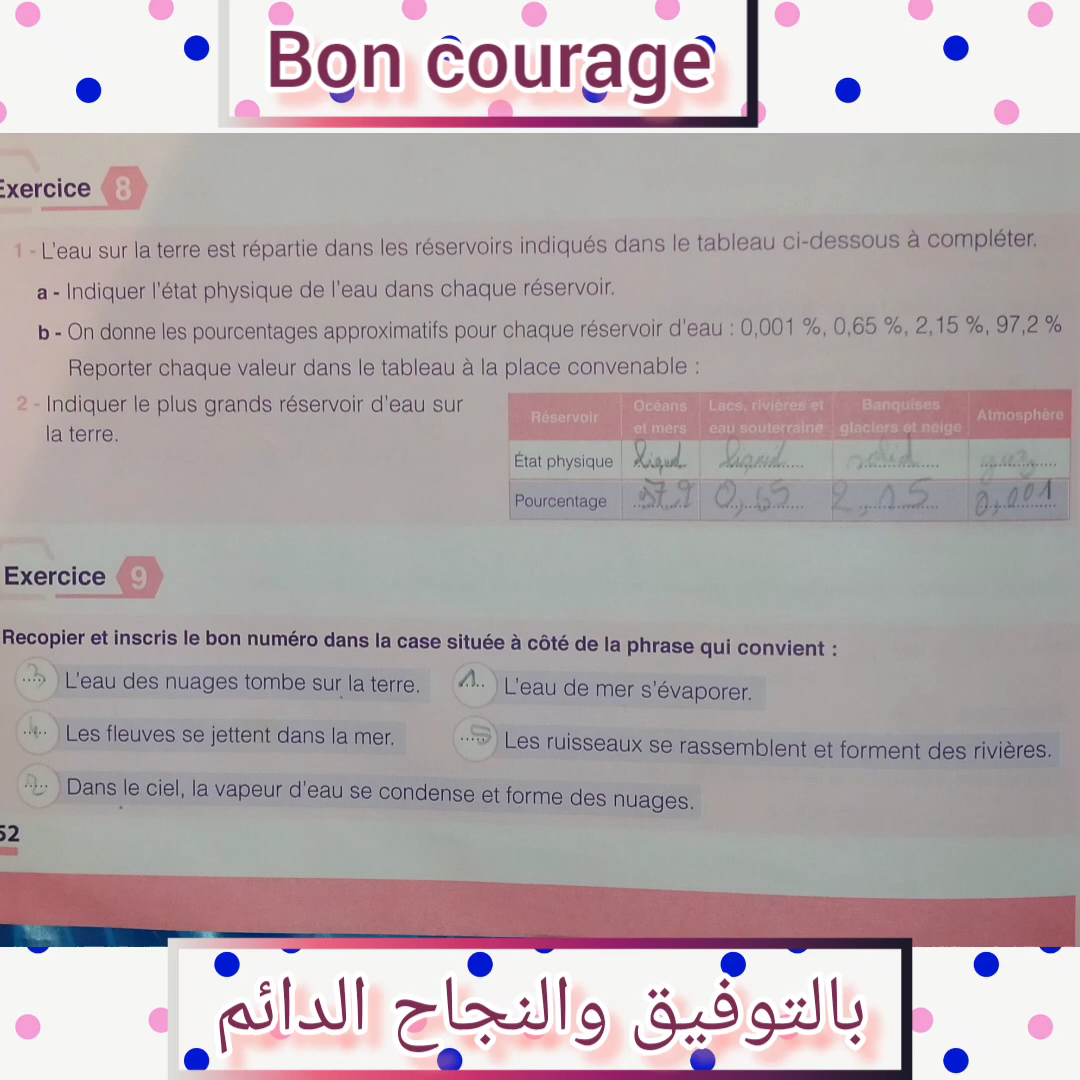 Bon courage
Exercice 8
1 - L'eau sur la terre est répartie dans les réservoirs indiqués dans le tableau ci-dessous à compléter.
a - Indiquer l'état physique de l'eau dans chaque réservoir.
b - On donne les pourcentages approximatifs pour chaque réservoir d'eau : 0,001 %, 0,65 %, 2,15 %, 97,2 %
Reporter chaque valeur dans le tableau à la place convenable :
2 - Indiquer le plus grands réservoir d'eau sur
la terre.
Réservoir Océans et mers Lacs, rivières et eau souterraine Banquises glaciers et neige Atmosphère
État physique liquid liquid solid
Pourcentage 97.2 0,65 2,15 0,001
Exercice 9
Recopier et inscris le bon numéro dans la case située à côté de la phrase qui convient :
3 L'eau des nuages tombe sur la terre. 1 L'eau de mer s'évaporer.
4 Les fleuves se jettent dans la mer. 5 Les ruisseaux se rassemblent et forment des rivières.
2 Dans le ciel, la vapeur d'eau se condense et forme des nuages.
52
بالتوفيق والنجاح الدائم